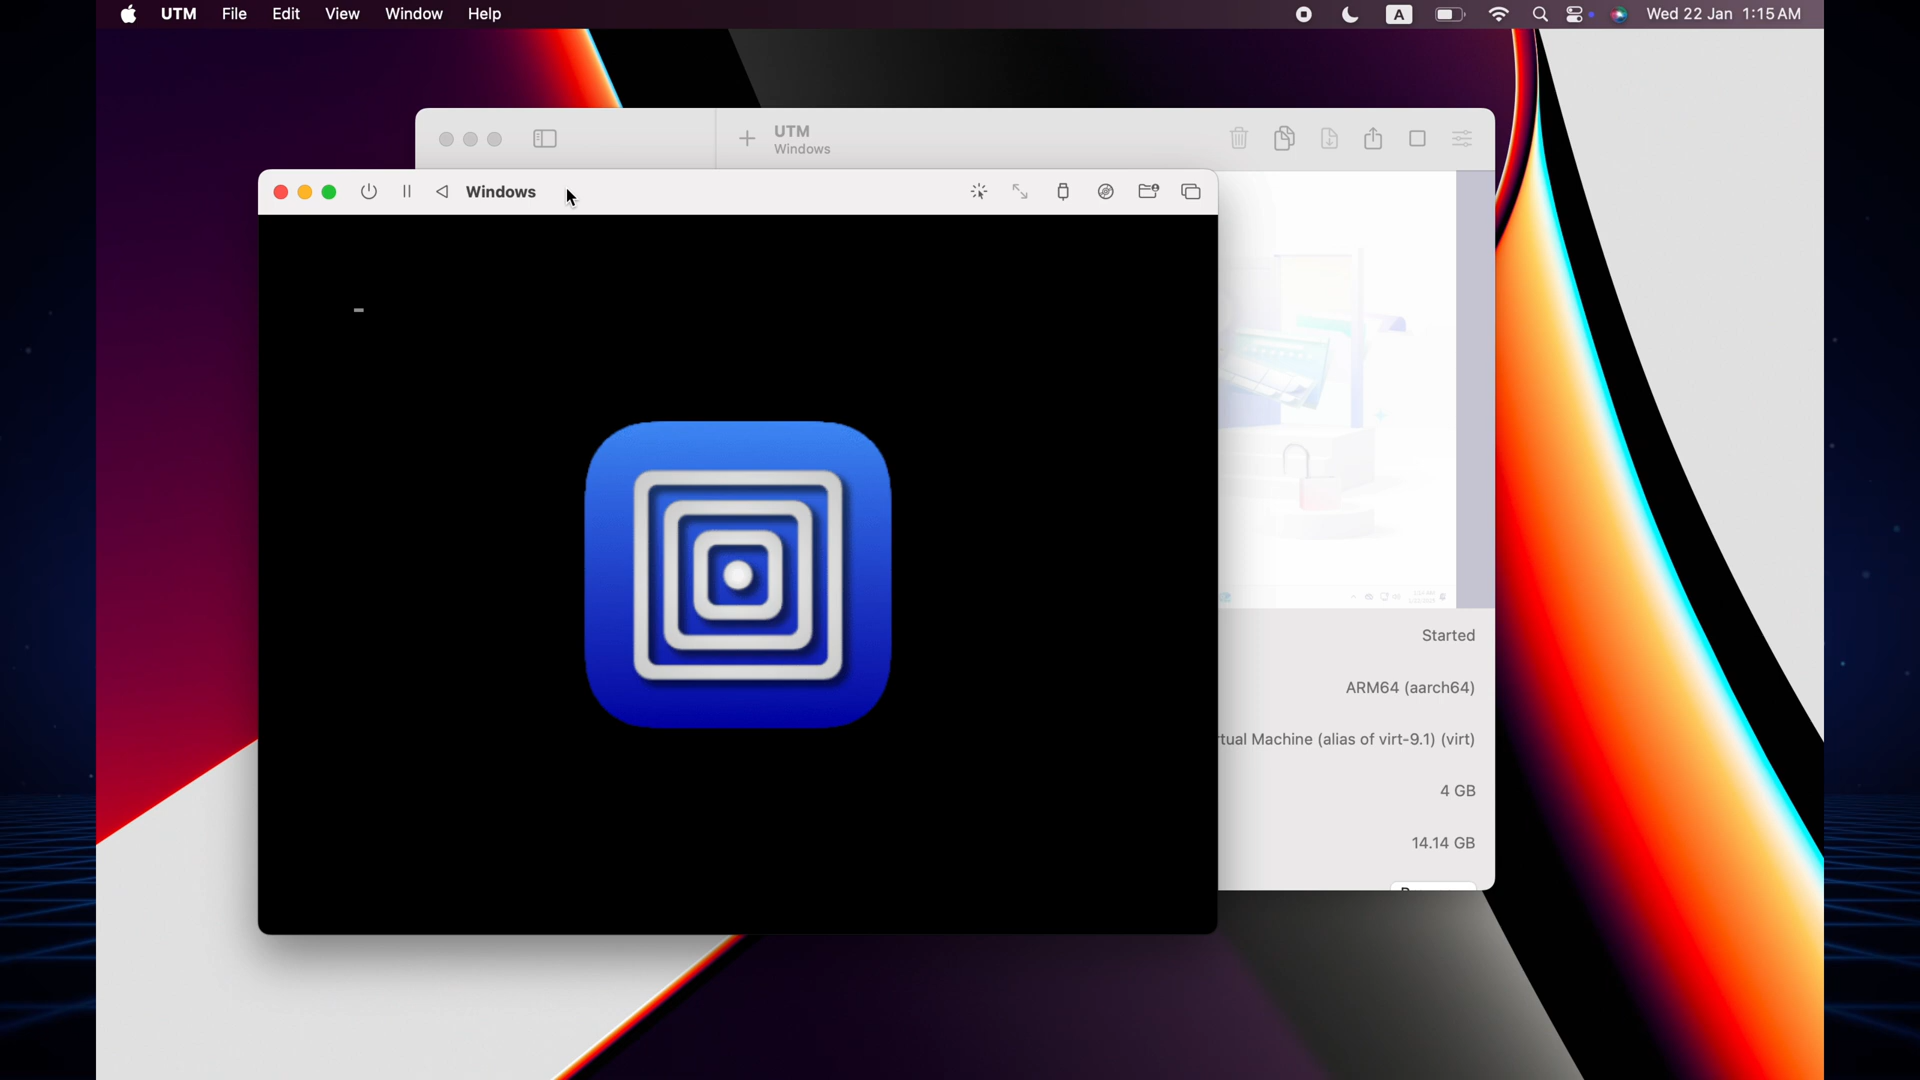 UTM File Edit View Window Help
A Wed 22 Jan 1:15 AM
UTM
Windows
Windows
Started
ARM64 (aarch64)
Machine (alias of virt-9.1) (virt)
4 GB
14.14 GB